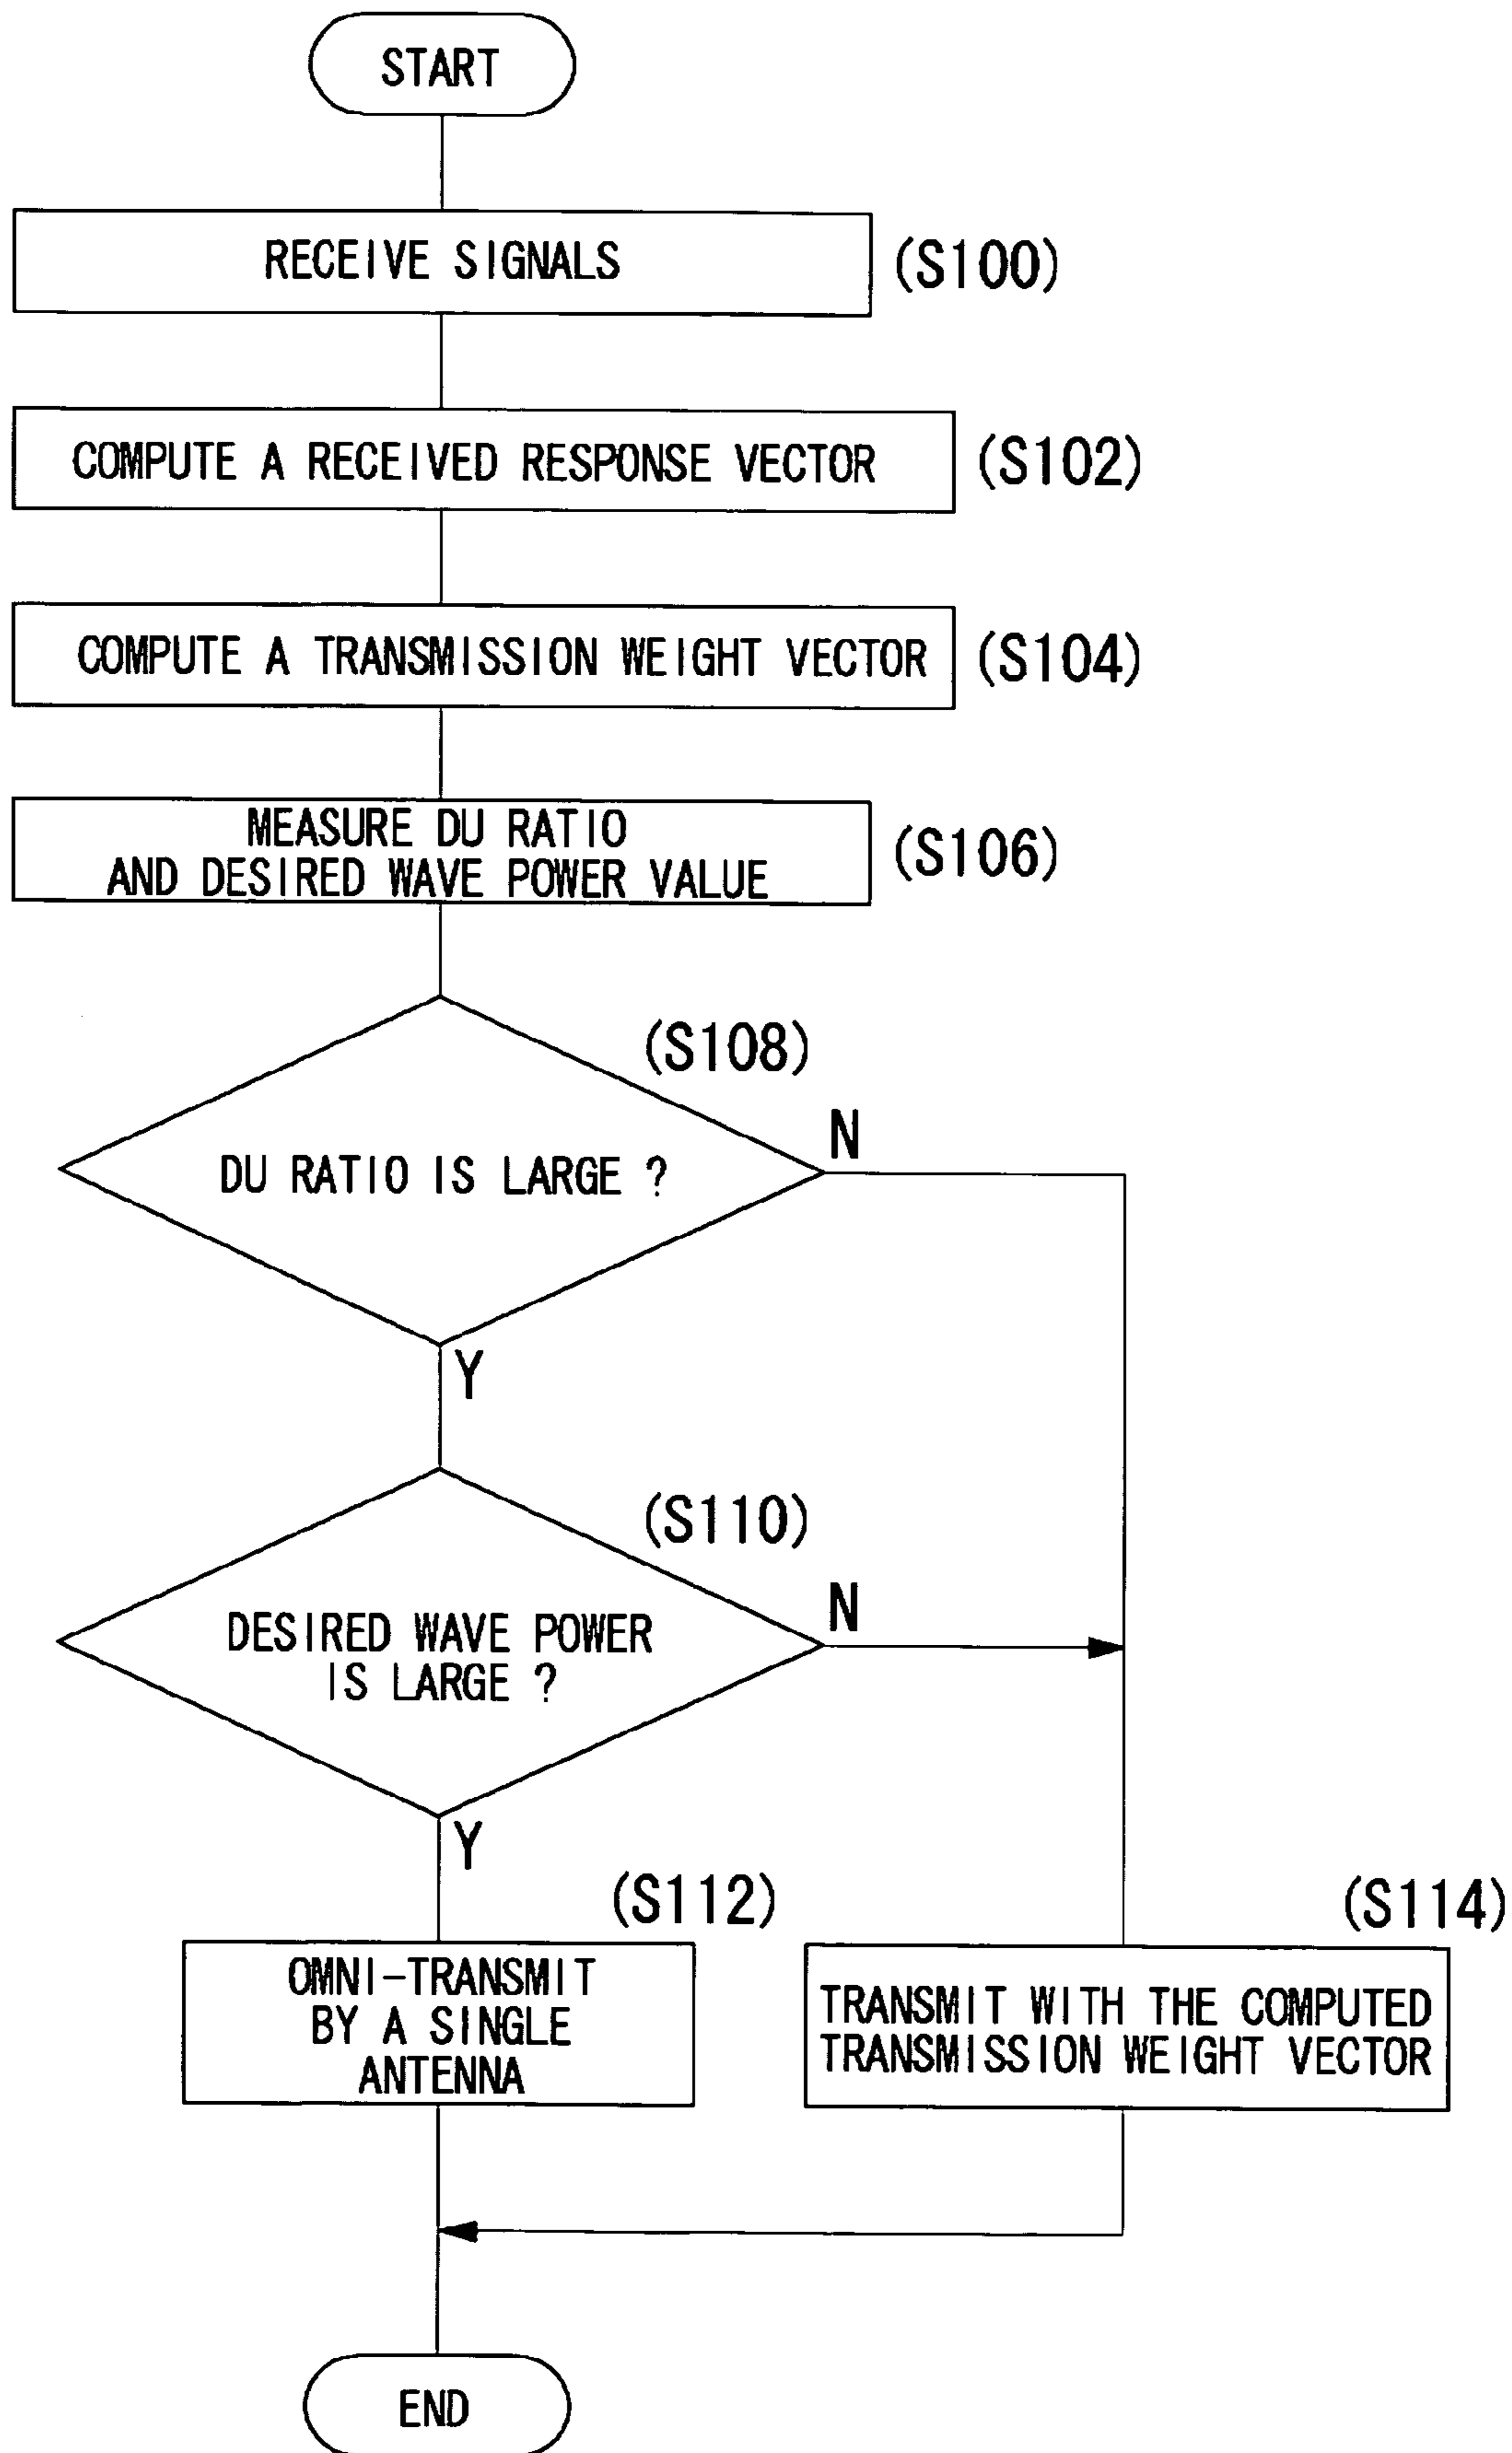 START
RECEIVE SIGNALS
(S100)
COMPUTE A RECEIVED RESPONSE VECTOR
(S102)
COMPUTE A TRANSMISSION WEIGHT VECTOR
(S104)
MEASURE DU RATIO
AND DESIRED WAVE POWER VALUE
(S106)
(S108)
DU RATIO IS LARGE ?
N
Y
(S110)
DESIRED WAVE POWER
IS LARGE ?
N
Y
(S112)
OMNI-TRANSMIT
BY A SINGLE
ANTENNA
(S114)
TRANSMIT WITH THE COMPUTED
TRANSMISSION WEIGHT VECTOR
END